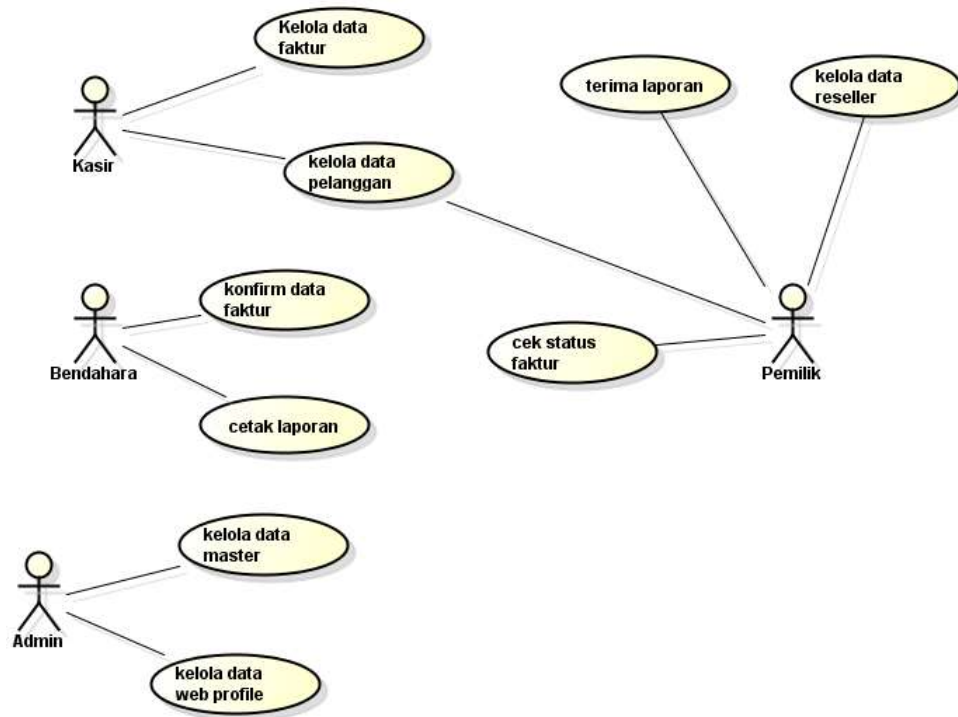 Kelola data
faktur
terima laporan
kelola data
reseller
Kasir
kelola data
pelanggan
konfirm data
faktur
cek status
faktur
Bendahara
Pemilik
cetak laporan
kelola data
master
Admin
kelola data
web profile